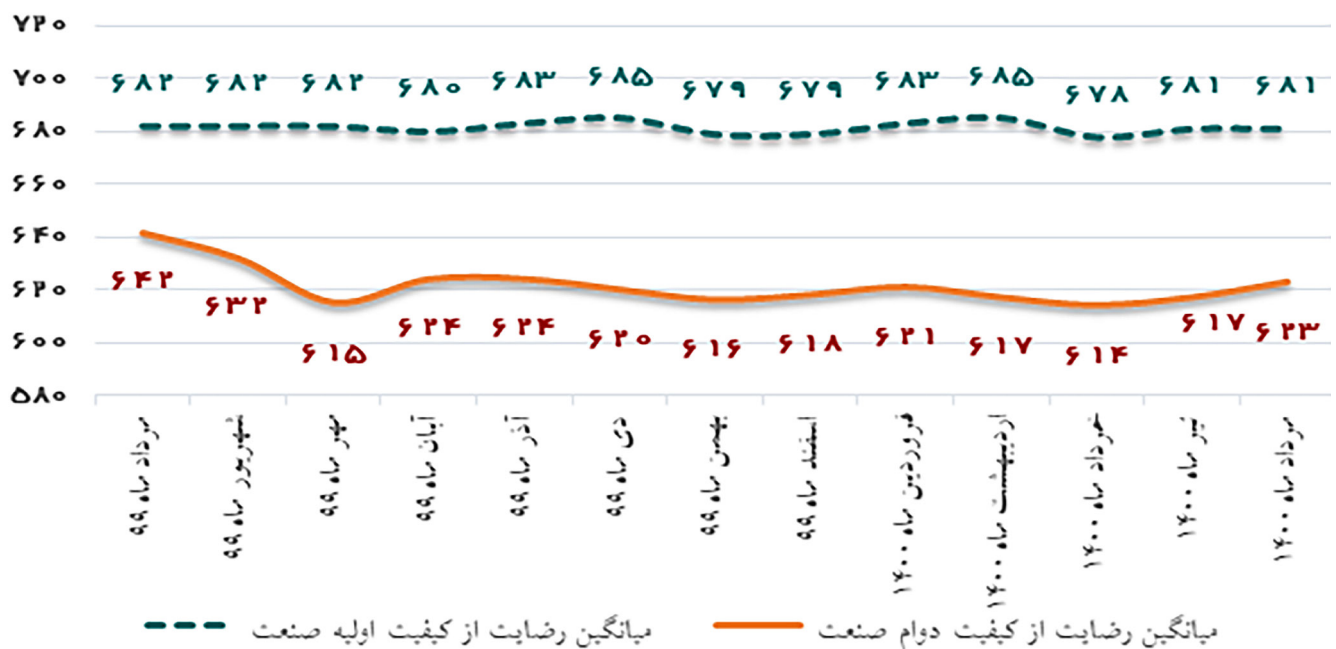 ۷۲۰
۷۰۰
۶۸۰
۶۶۰
۶۴۰
۶۲۰
۶۰۰
۵۸۰
۶۸۲ ۶۸۲ ۶۸۲ ۶۸۰ ۶۸۳ ۶۸۵ ۶۷۹ ۶۷۹ ۶۸۳ ۶۸۵ ۶۷۸ ۶۸۱ ۶۸۱
۶۴۲ ۶۳۲ ۶۱۵ ۶۲۴ ۶۲۴ ۶۲۰ ۶۱۶ ۶۱۸ ۶۲۱ ۶۱۷ ۶۱۴ ۶۱۷ ۶۲۳
مرداد ماه ۹۹
شهریور ماه ۹۹
مهر ماه ۹۹
آبان ماه ۹۹
آذر ماه ۹۹
دی ماه ۹۹
بهمن ماه ۹۹
اسفند ماه ۹۹
فروردین ماه ۱۴۰۰
اردیبهشت ماه ۱۴۰۰
خرداد ماه ۱۴۰۰
تیر ماه ۱۴۰۰
مرداد ماه ۱۴۰۰
میانگین رضایت از کیفیت دوام صنعت
میانگین رضایت از کیفیت اولیه صنعت